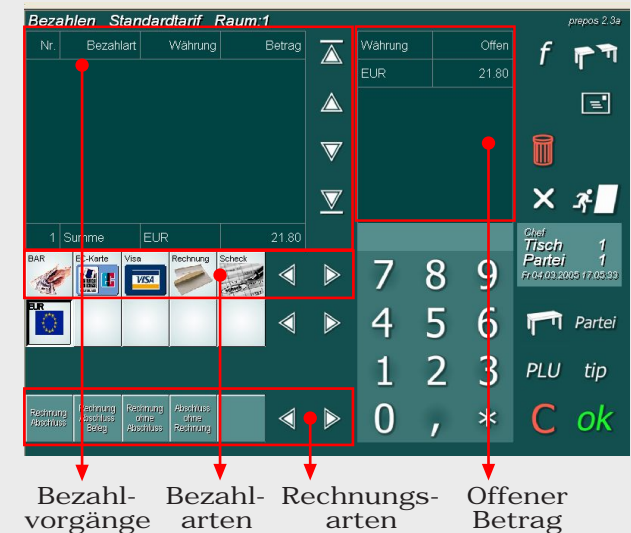 Bezahlen Standardtarif Raum:1
prepos 2.3a
Nr. Bezahlart Währung Betrag
Währung Offen
EUR 21.80
f
1 Summe EUR 21.80
Chef
Tisch 1
Partei 1
Fr 04.03.2005 17:05:33
BAR EC-Karte Visa Rechnung Scheck
VISA
EUR
7 8 9
4 5 6
Partei
1 2 3
PLU tip
0 , *
C ok
Rechnung
Abschluss
Rechnung
Abschluss
Beleg
Rechnung
ohne
Abschluss
Abschluss
ohne
Rechnung
Bezahl-
vorgänge
Bezahl-
arten
Rechnungs-
arten
Offener
Betrag